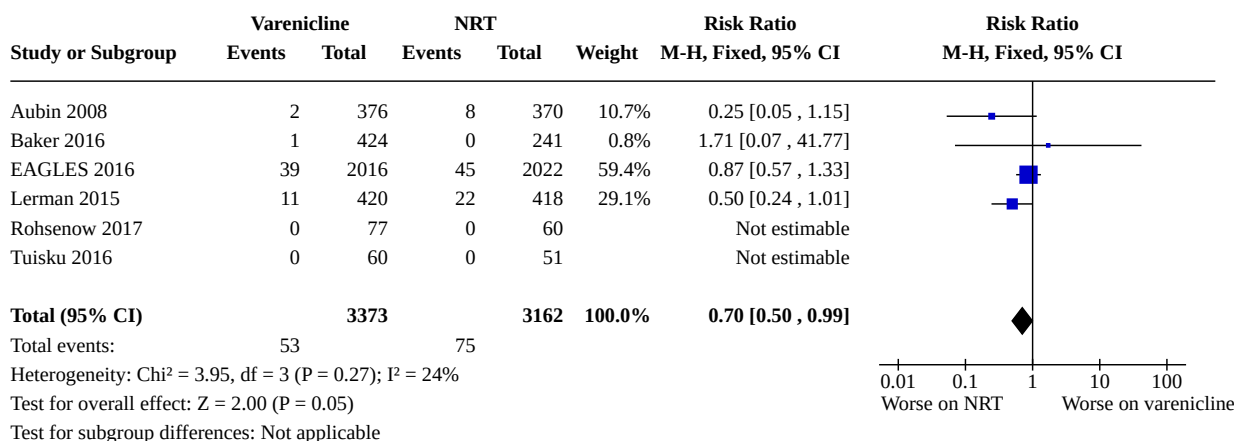 Varenicline NRT Risk Ratio Risk Ratio
Study or Subgroup Events Total Events Total Weight M-H, Fixed, 95% CI M-H, Fixed, 95% CI
Aubin 2008 2 376 8 370 10.7% 0.25 [0.05 , 1.15]
Baker 2016 1 424 0 241 0.8% 1.71 [0.07 , 41.77]
EAGLES 2016 39 2016 45 2022 59.4% 0.87 [0.57 , 1.33]
Lerman 2015 11 420 22 418 29.1% 0.50 [0.24 , 1.01]
Rohsenow 2017 0 77 0 60 Not estimable
Tuisku 2016 0 60 0 51 Not estimable
Total (95% CI) 3373 3162 100.0% 0.70 [0.50 , 0.99]
Total events: 53 75
Heterogeneity: Chi² = 3.95, df = 3 (P = 0.27); I² = 24%
0.01 0.1 1 10 100
Test for overall effect: Z = 2.00 (P = 0.05)
Worse on NRT Worse on varenicline
Test for subgroup differences: Not applicable